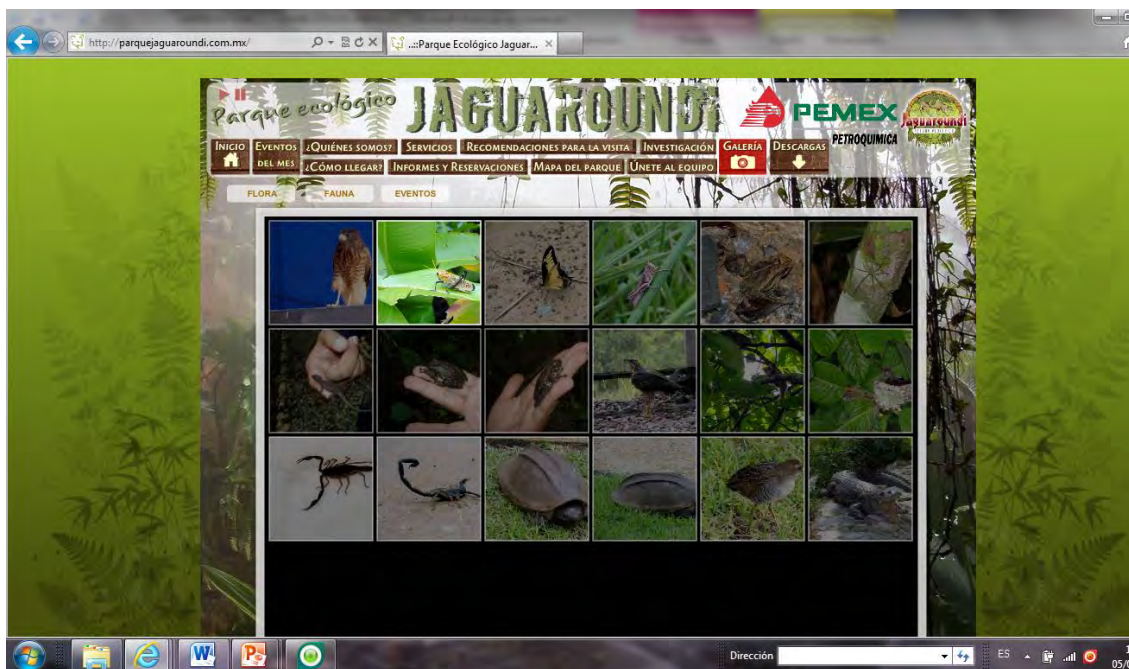 http://parquejaguaroundi.com.mx/
..::Parque Ecológico Jaguar...
Parque ecológico JAGUAROUNDI
PEMEX
PETROQUIMICA
Jaguaroundi
INICIO
EVENTOS DEL MES
¿QUIÉNES SOMOS?
SERVICIOS
RECOMENDACIONES PARA LA VISITA
INVESTIGACIÓN
GALERÍA
DESCARGAS
¿CÓMO LLEGAR?
INFORMES Y RESERVACIONES
MAPA DEL PARQUE
ÚNETE AL EQUIPO
FLORA
FAUNA
EVENTOS
Dirección
ES